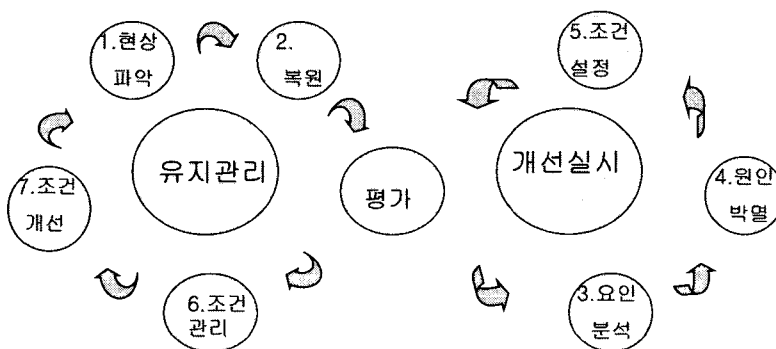 1.현상
파악
2.
복원
유지관리
평가
7.조건
개선
6.조건
관리
5.조건
설정
개선실시
4.원인
박멸
3.요인
분석